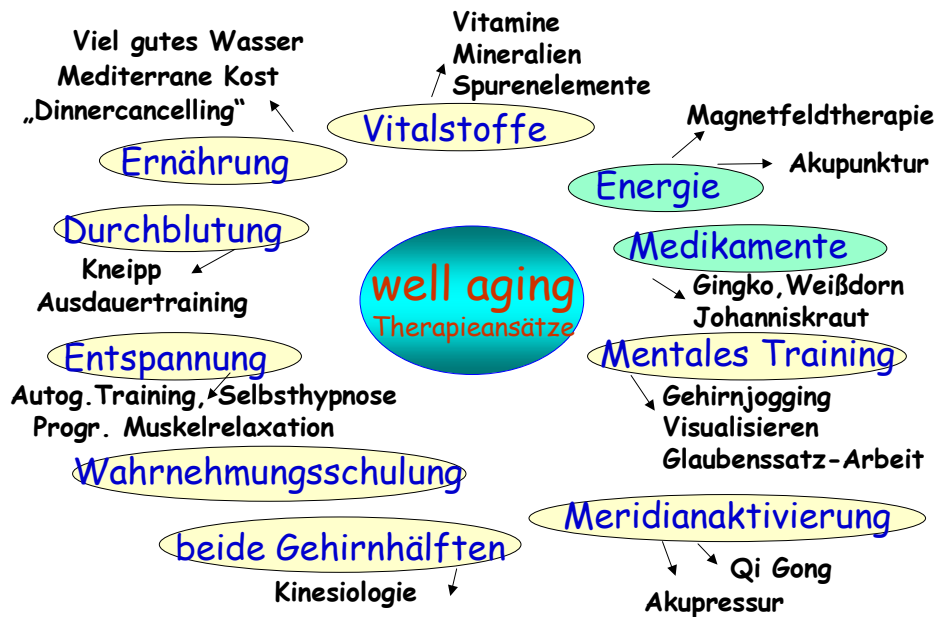 Viel gutes Wasser
Mediterrane Kost
„Dinnercancelling“
Ernährung
Vitamine
Mineralien
Spurenelemente
Vitalstoffe
Magnetfeldtherapie
Akupunktur
Energie
Durchblutung
Kneipp
Ausdauertraining
well aging
Therapieansätze
Medikamente
Gingko,Weißdorn
Johanniskraut
Entspannung
Autog.Training, Selbsthypnose
Progr. Muskelrelaxation
Mentales Training
Gehirnjogging
Visualisieren
Glaubenssatz-Arbeit
Wahrnehmungsschulung
beide Gehirnhälften
Kinesiologie
Meridianaktivierung
Qi Gong
Akupressur